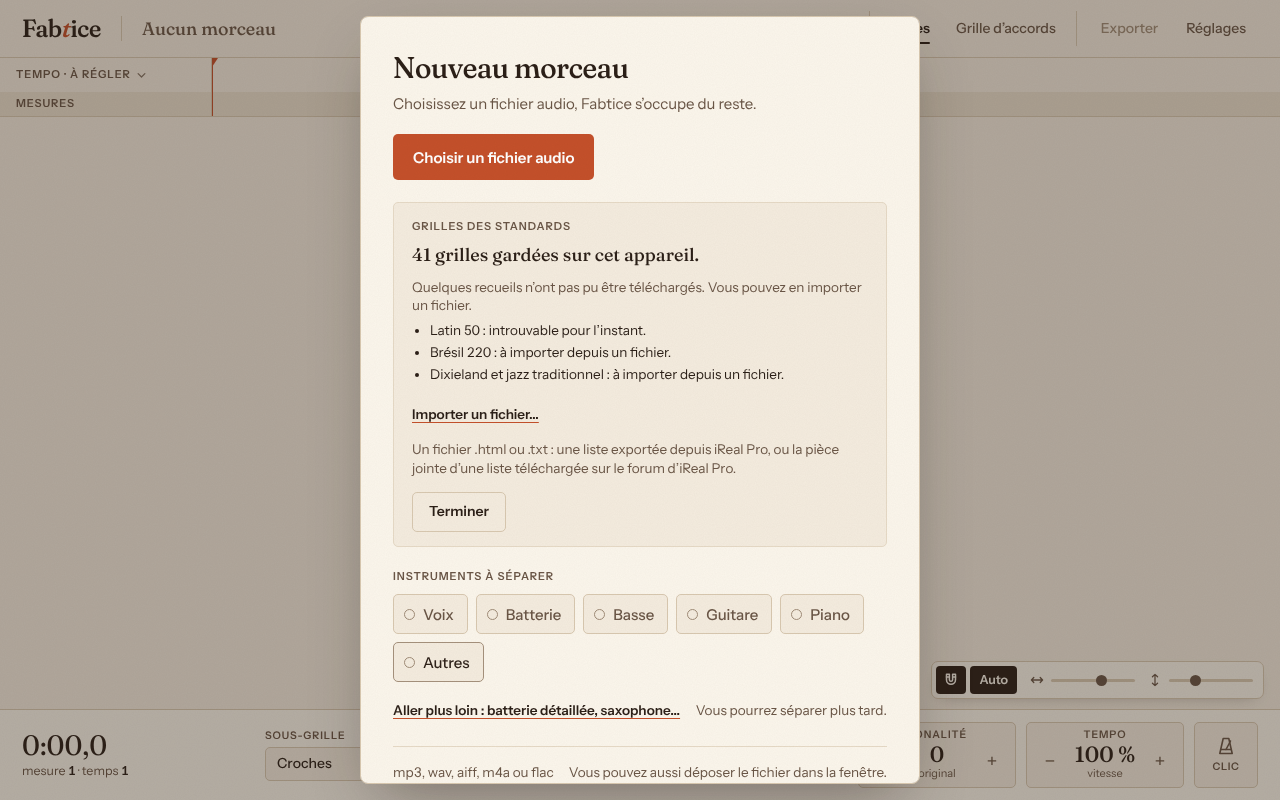 Fabtice
Aucun morceau
Grille d’accords
Exporter
Réglages
TEMPO · À RÉGLER
MESURES
Nouveau morceau
Choisissez un fichier audio, Fabtice s’occupe du reste.
Choisir un fichier audio
GRILLES DES STANDARDS
41 grilles gardées sur cet appareil.
Quelques recueils n’ont pas pu être téléchargés. Vous pouvez en importer
un fichier.
• Latin 50 : introuvable pour l’instant.
• Brésil 220 : à importer depuis un fichier.
• Dixieland et jazz traditionnel : à importer depuis un fichier.
Importer un fichier…
Un fichier .html ou .txt : une liste exportée depuis iReal Pro, ou la pièce
jointe d’une liste téléchargée sur le forum d’iReal Pro.
Terminer
INSTRUMENTS À SÉPARER
Voix
Batterie
Basse
Guitare
Piano
Autres
Aller plus loin : batterie détaillée, saxophone…
Vous pourrez séparer plus tard.
mp3, wav, aiff, m4a ou flac
Vous pouvez aussi déposer le fichier dans la fenêtre.
Auto
0:00,0
mesure 1 · temps 1
SOUS-GRILLE
Croches
0
original
+
TEMPO
− 100 % +
vitesse
CLIC